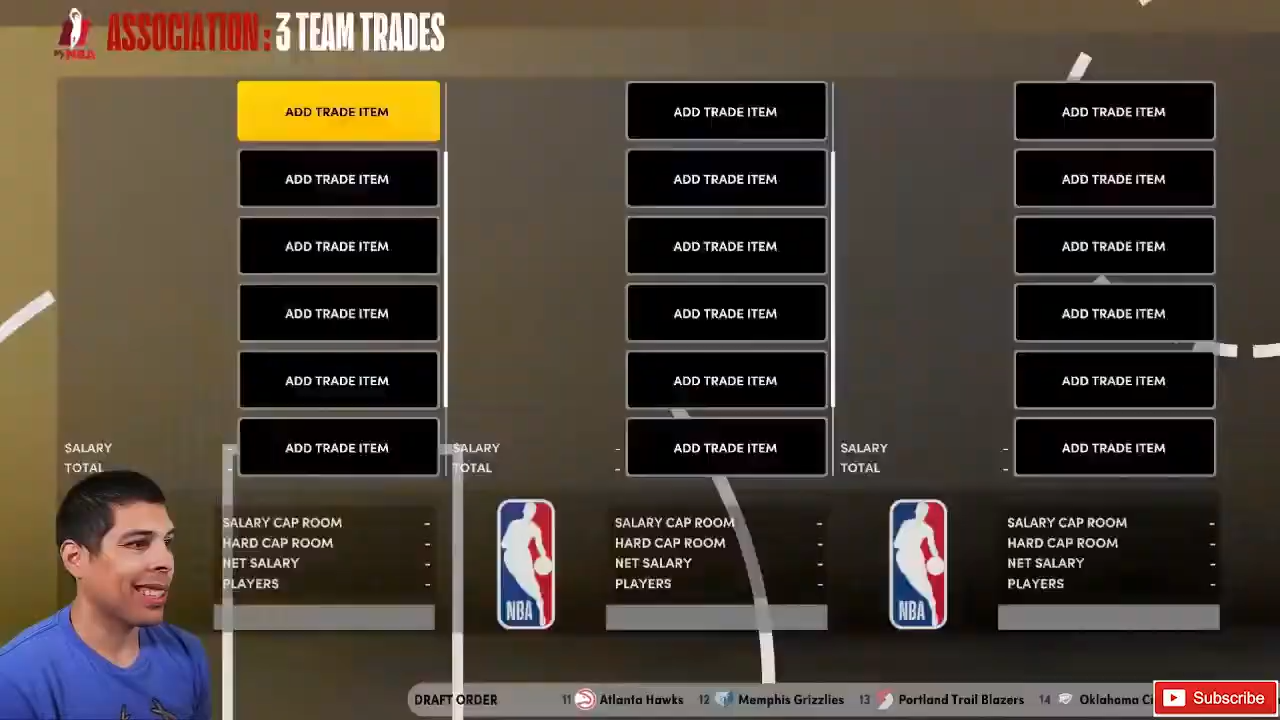 MyNBA
ASSOCIATION : 3 TEAM TRADES
ADD TRADE ITEM ADD TRADE ITEM ADD TRADE ITEM
ADD TRADE ITEM ADD TRADE ITEM ADD TRADE ITEM
ADD TRADE ITEM ADD TRADE ITEM ADD TRADE ITEM
ADD TRADE ITEM ADD TRADE ITEM ADD TRADE ITEM
ADD TRADE ITEM ADD TRADE ITEM ADD TRADE ITEM
SALARY - ADD TRADE ITEM SALARY - ADD TRADE ITEM SALARY - ADD TRADE ITEM
TOTAL - TOTAL - TOTAL -
SALARY CAP ROOM - SALARY CAP ROOM - SALARY CAP ROOM -
HARD CAP ROOM - HARD CAP ROOM - HARD CAP ROOM -
NET SALARY - NET SALARY - NET SALARY -
PLAYERS - PLAYERS - PLAYERS -
NBA NBA
DRAFT ORDER 11 Atlanta Hawks 12 Memphis Grizzlies 13 Portland Trail Blazers 14 Oklahoma
Subscribe